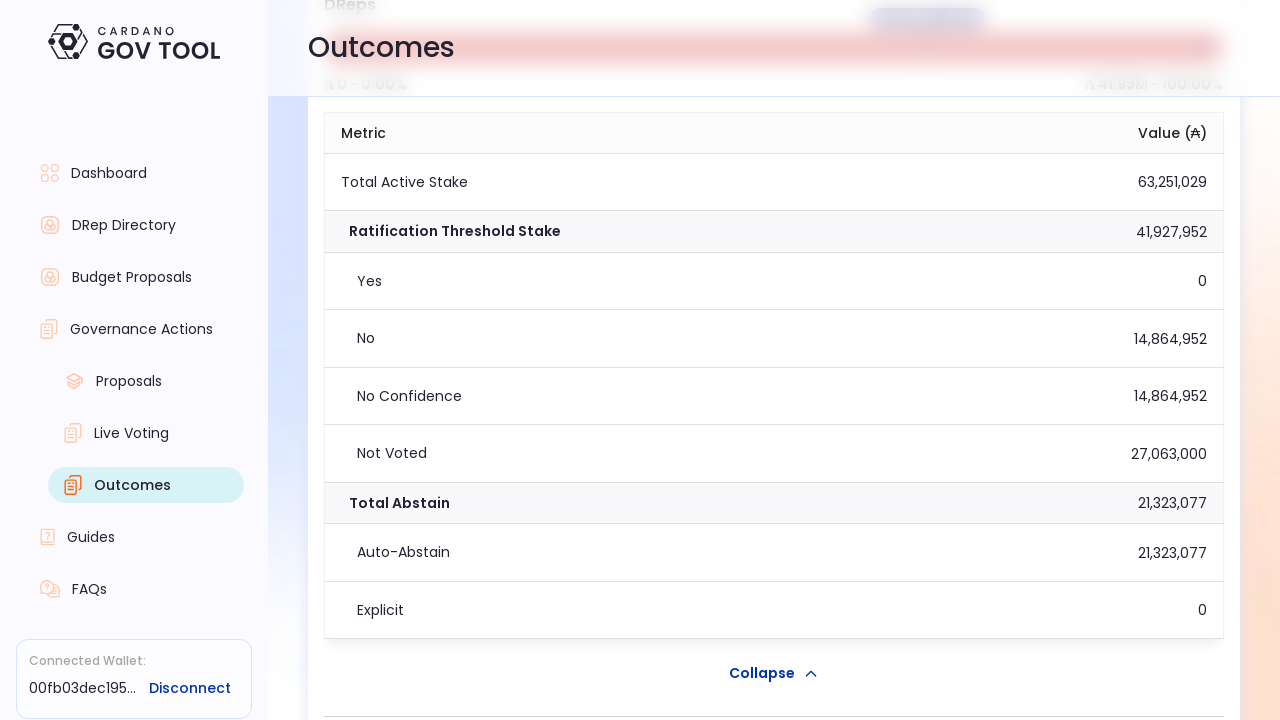 CARDANO
GOV TOOL
Dashboard
DRep Directory
Budget Proposals
Governance Actions
Proposals
Live Voting
Outcomes
Guides
FAQs
Connected Wallet:
00fb03dec195...
Disconnect
DReps
Outcomes
₳ 0 - 0.00%
₳ 41.93M - 100.00%
Metric Value (₳)
Total Active Stake 63,251,029
Ratification Threshold Stake 41,927,952
Yes 0
No 14,864,952
No Confidence 14,864,952
Not Voted 27,063,000
Total Abstain 21,323,077
Auto-Abstain 21,323,077
Explicit 0
Collapse